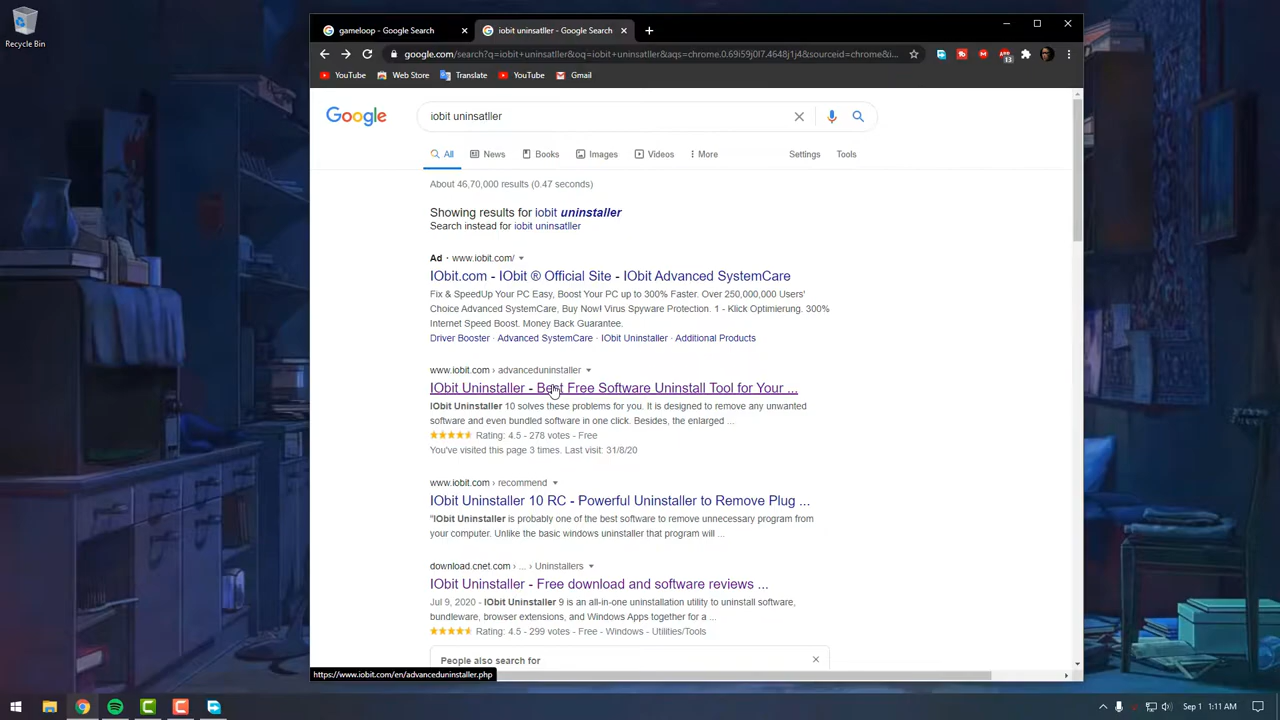 Recycle Bin
gameloop - Google Search
iobit uninsatller - Google Search
google.com/search?q=iobit+uninsatller&oq=iobit+uninsatller&aqs=chrome.0.69i59j0l7.4648j1j4&sourceid=chrome&i...
13
YouTube
Web Store
Translate
YouTube
Gmail
Google
iobit uninsatller
All
News
Books
Images
Videos
More
Settings
Tools
About 46,70,000 results (0.47 seconds)
Showing results for iobit uninstaller
Search instead for iobit uninsatller
Ad · www.iobit.com/
IObit.com - IObit ® Official Site - IObit Advanced SystemCare
Fix & SpeedUp Your PC Easy, Boost Your PC up to 300% Faster. Over 250,000,000 Users'
Choice Advanced SystemCare, Buy Now! Virus Spyware Protection. 1 - Klick Optimierung. 300%
Internet Speed Boost. Money Back Guarantee.
Driver Booster · Advanced SystemCare · IObit Uninstaller · Additional Products
www.iobit.com › advanceduninstaller
IObit Uninstaller - Best Free Software Uninstall Tool for Your ...
IObit Uninstaller 10 solves these problems for you. It is designed to remove any unwanted
software and even bundled software in one click. Besides, the enlarged ...
Rating: 4.5 - 278 votes - Free
You've visited this page 3 times. Last visit: 31/8/20
www.iobit.com › recommend
IObit Uninstaller 10 RC - Powerful Uninstaller to Remove Plug ...
"IObit Uninstaller is probably one of the best software to remove unnecessary program from
your computer. Unlike the basic windows uninstaller that program will ...
download.cnet.com › ... › Uninstallers
IObit Uninstaller - Free download and software reviews ...
Jul 9, 2020 - IObit Uninstaller 9 is an all-in-one uninstallation utility to uninstall software,
bundleware, browser extensions, and Windows Apps together for a ...
Rating: 4.5 - 299 votes - Free - Windows - Utilities/Tools
People also search for
https://www.iobit.com/en/advanceduninstaller.php
Sep 1 1:11 AM